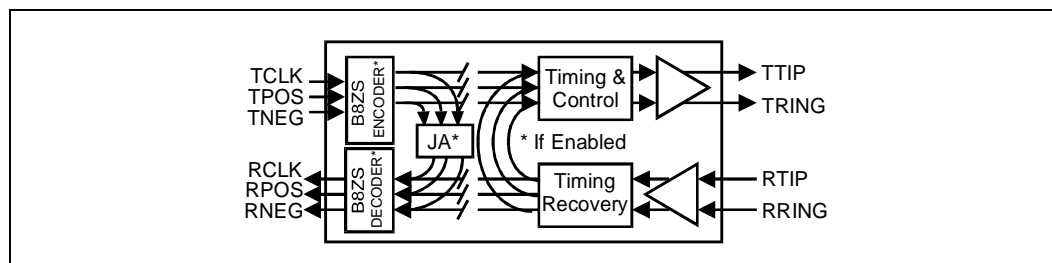 TCLK
TPOS
TNEG
B8ZS
ENCODER*
Timing &
Control
TTIP
TRING
JA*
* If Enabled
RCLK
RPOS
RNEG
B8ZS
DECODER*
Timing
Recovery
RTIP
RRING